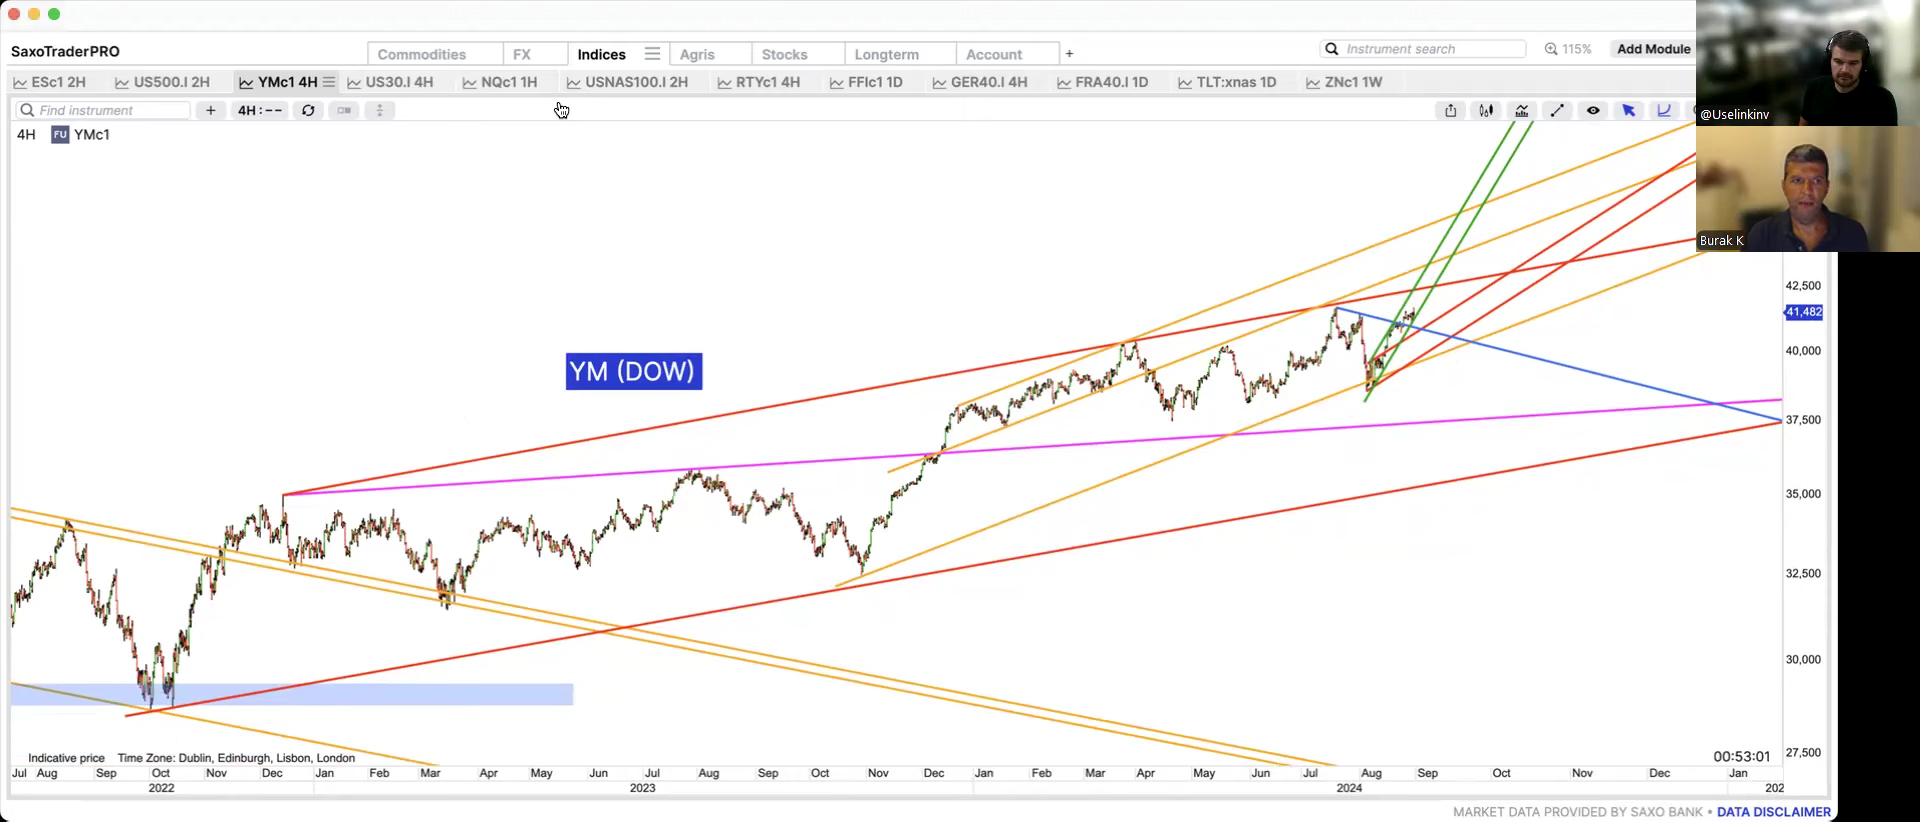 SaxoTraderPRO
Commodities FX Indices Agris Stocks Longterm Account +
Instrument search 115% Add Module
ESc1 2H US500.I 2H YMc1 4H US30.I 4H NQc1 1H USNAS100.I 2H RTYc1 4H FFIc1 1D GER40.I 4H FRA40.I 1D TLT:xnas 1D ZNc1 1W
Find instrument + 4H:--
4H FU YMc1
@Uselinkinv
Burak K
42,500
41,482
40,000
YM (DOW)
37,500
35,000
32,500
30,000
27,500
Indicative price Time Zone: Dublin, Edinburgh, Lisbon, London
00:53:01
Jul Aug Sep Oct Nov Dec Jan Feb Mar Apr May Jun Jul Aug Sep Oct Nov Dec Jan Feb Mar Apr May Jun Jul Aug Sep Oct Nov Dec Jan
2022 2023 2024 202
MARKET DATA PROVIDED BY SAXO BANK • DATA DISCLAIMER